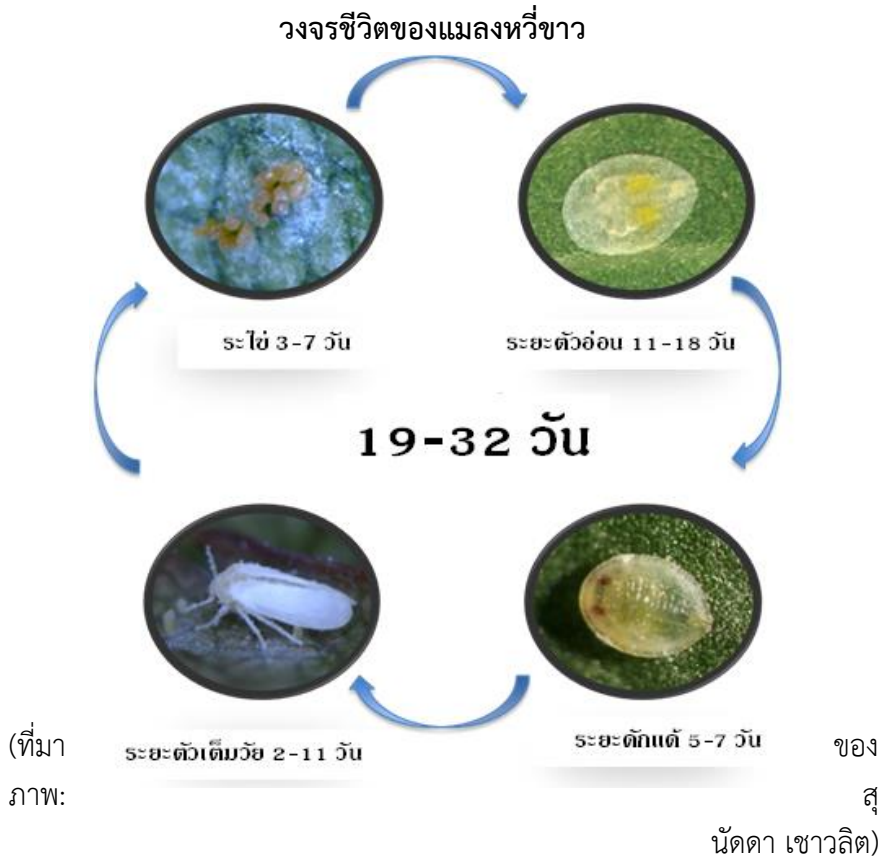 วงจรชีวิตของแมลงหวี่ขาว
ระไข่ 3-7 วัน
ระยะตัวอ่อน 11-18 วัน
19-32 วัน
ระยะตัวเต็มวัย 2-11 วัน
ระยะดักแด้ 5-7 วัน
(ที่มา ของ
ภาพ: สุ
นัดดา เชาวลิต)